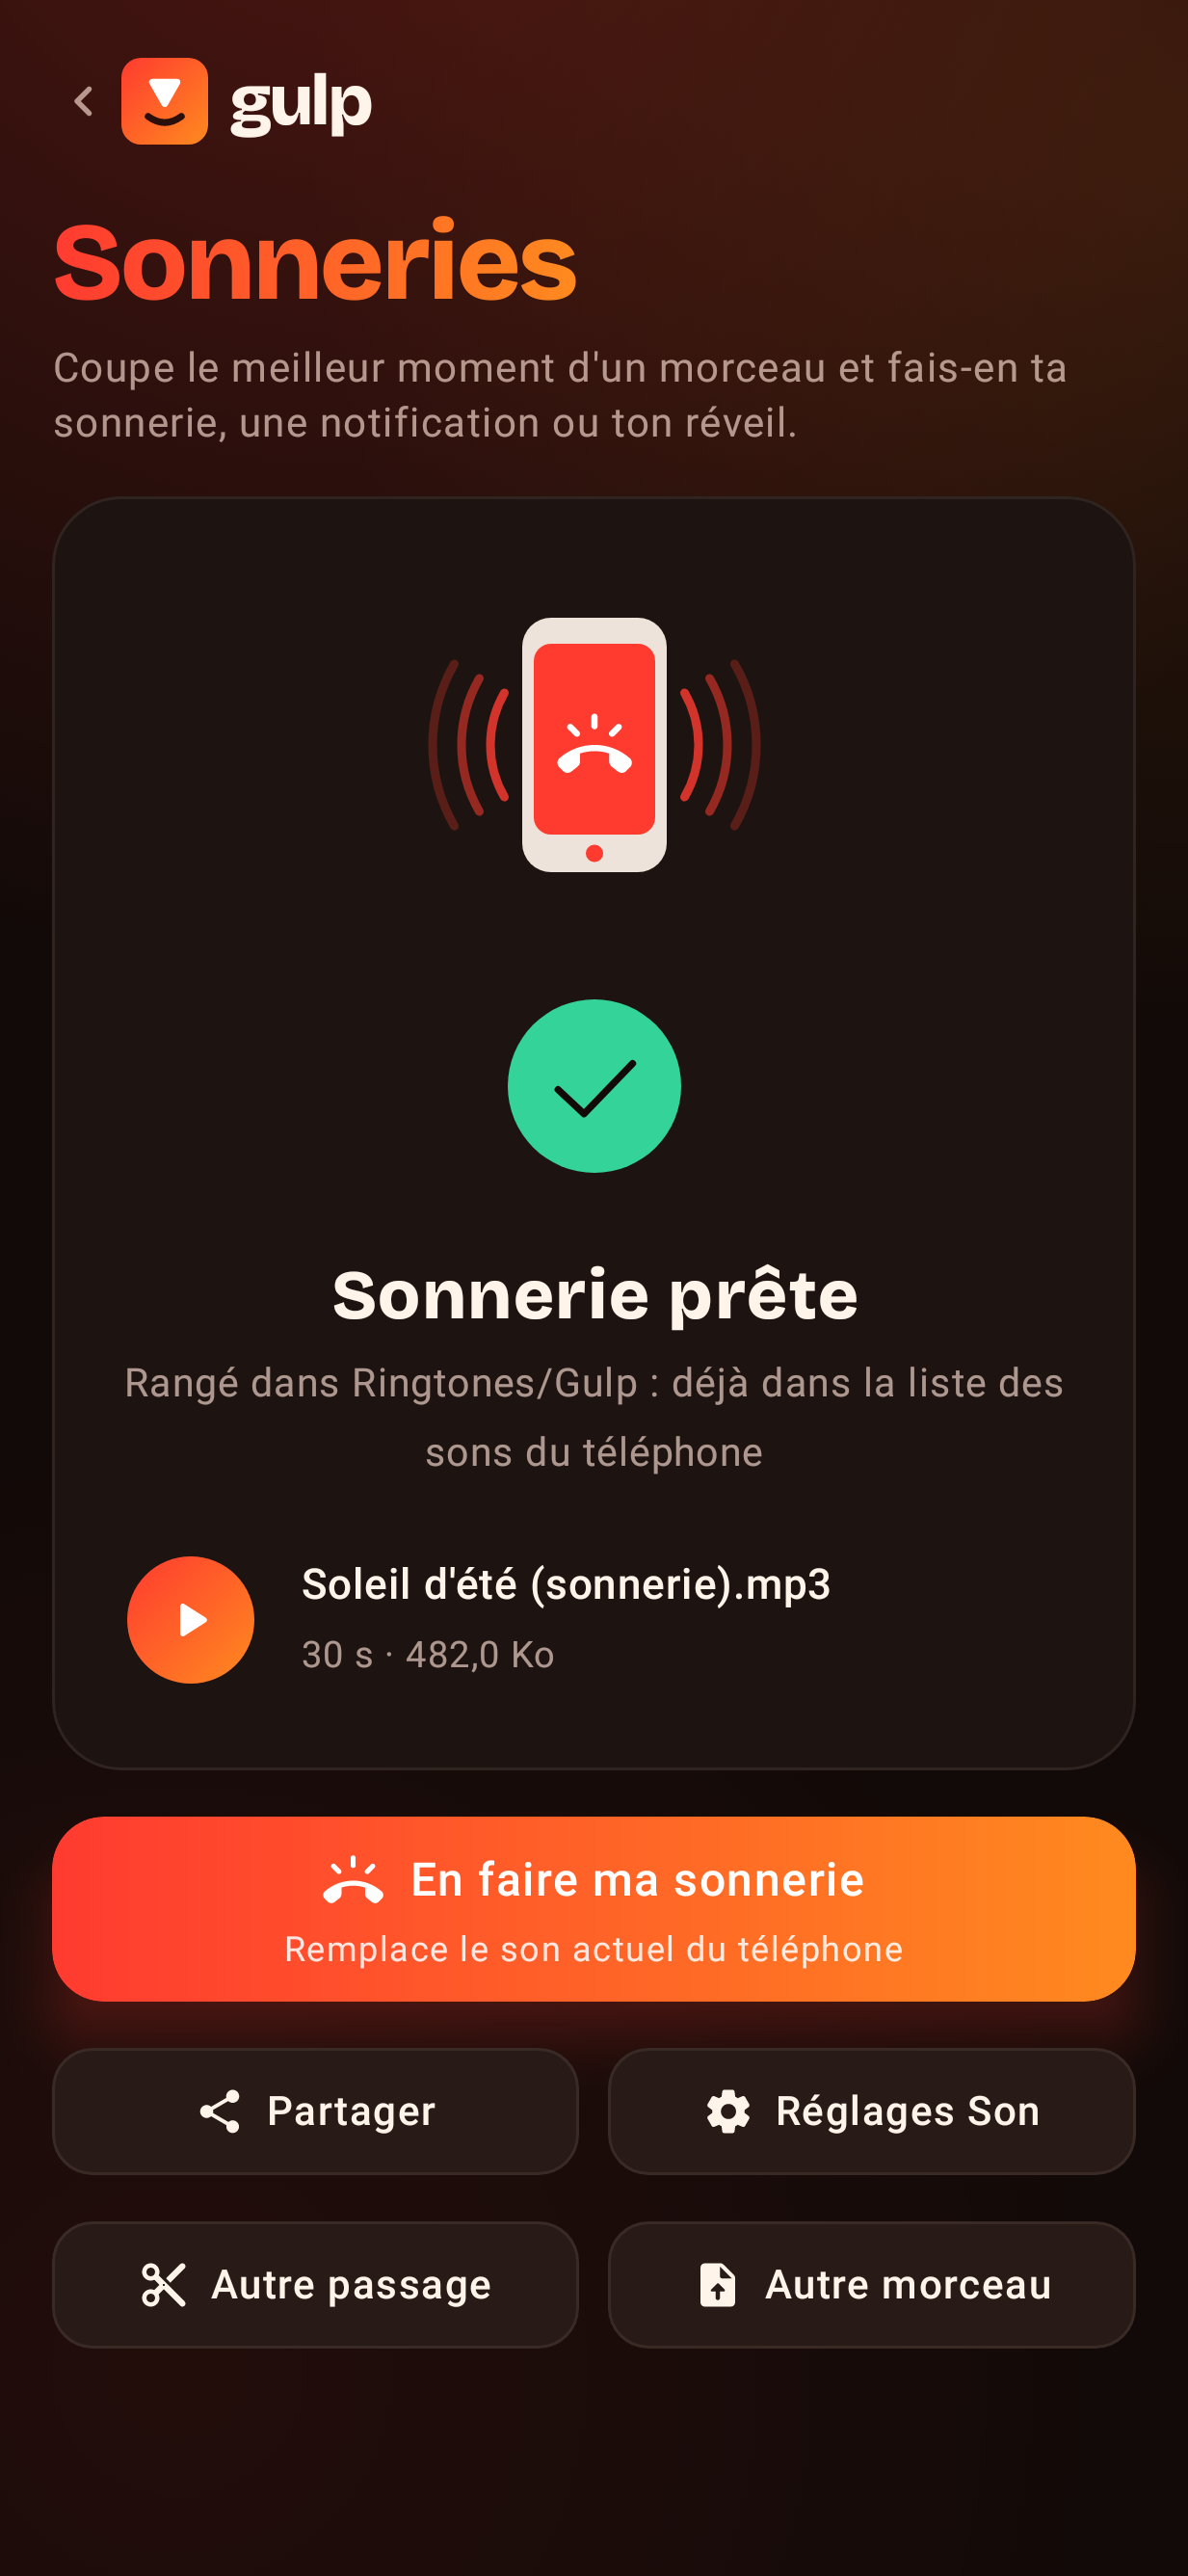 gulp
Sonneries
Coupe le meilleur moment d'un morceau et fais-en ta
sonnerie, une notification ou ton réveil.
Sonnerie prête
Rangé dans Ringtones/Gulp : déjà dans la liste des
sons du téléphone
Soleil d'été (sonnerie).mp3
30 s · 482,0 Ko
En faire ma sonnerie
Remplace le son actuel du téléphone
Partager
Réglages Son
Autre passage
Autre morceau